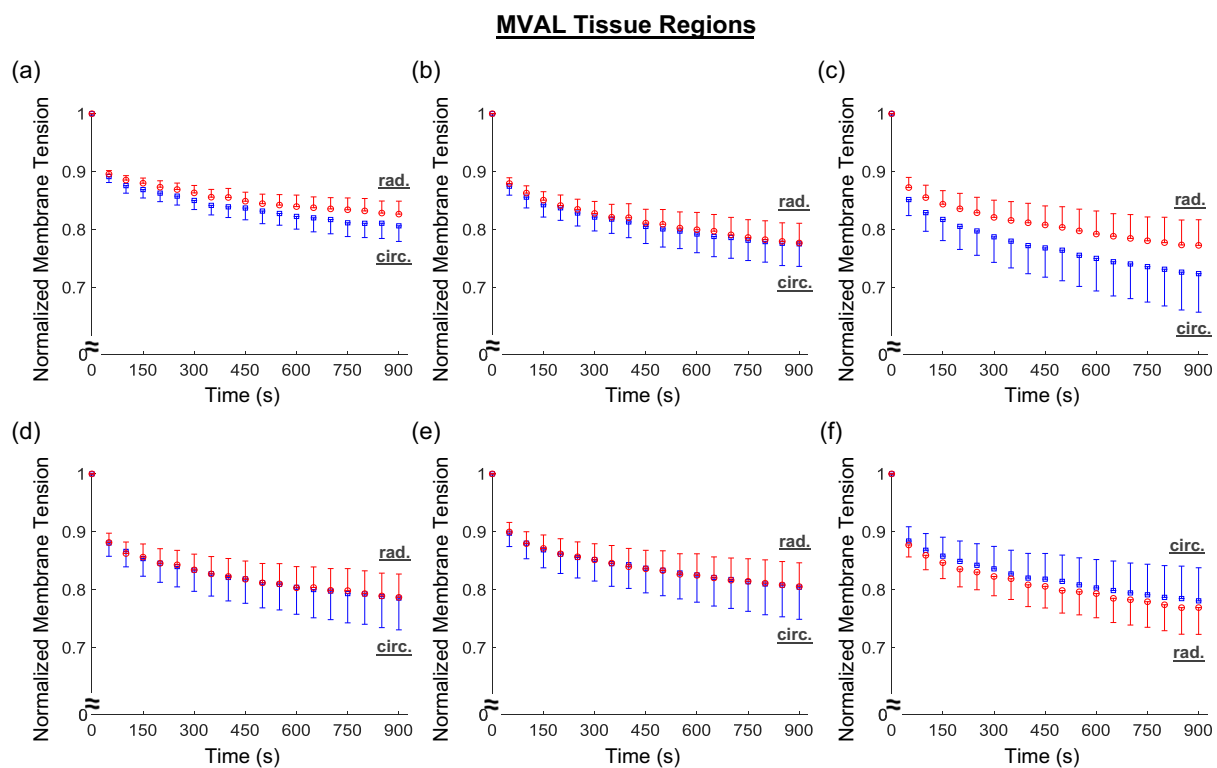 MVAL Tissue Regions
(a)
Normalized Membrane Tension
1
0.9
0.8
0.7
≈
0
rad.
circ.
0 150 300 450 600 750 900
Time (s)
(b)
Normalized Membrane Tension
1
0.9
0.8
0.7
≈
0
rad.
circ.
0 150 300 450 600 750 900
Time (s)
(c)
Normalized Membrane Tension
1
0.9
0.8
0.7
≈
0
rad.
circ.
0 150 300 450 600 750 900
Time (s)
(d)
Normalized Membrane Tension
1
0.9
0.8
0.7
≈
0
rad.
circ.
0 150 300 450 600 750 900
Time (s)
(e)
Normalized Membrane Tension
1
0.9
0.8
0.7
≈
0
rad.
circ.
0 150 300 450 600 750 900
Time (s)
(f)
Normalized Membrane Tension
1
0.9
0.8
0.7
≈
0
circ.
rad.
0 150 300 450 600 750 900
Time (s)